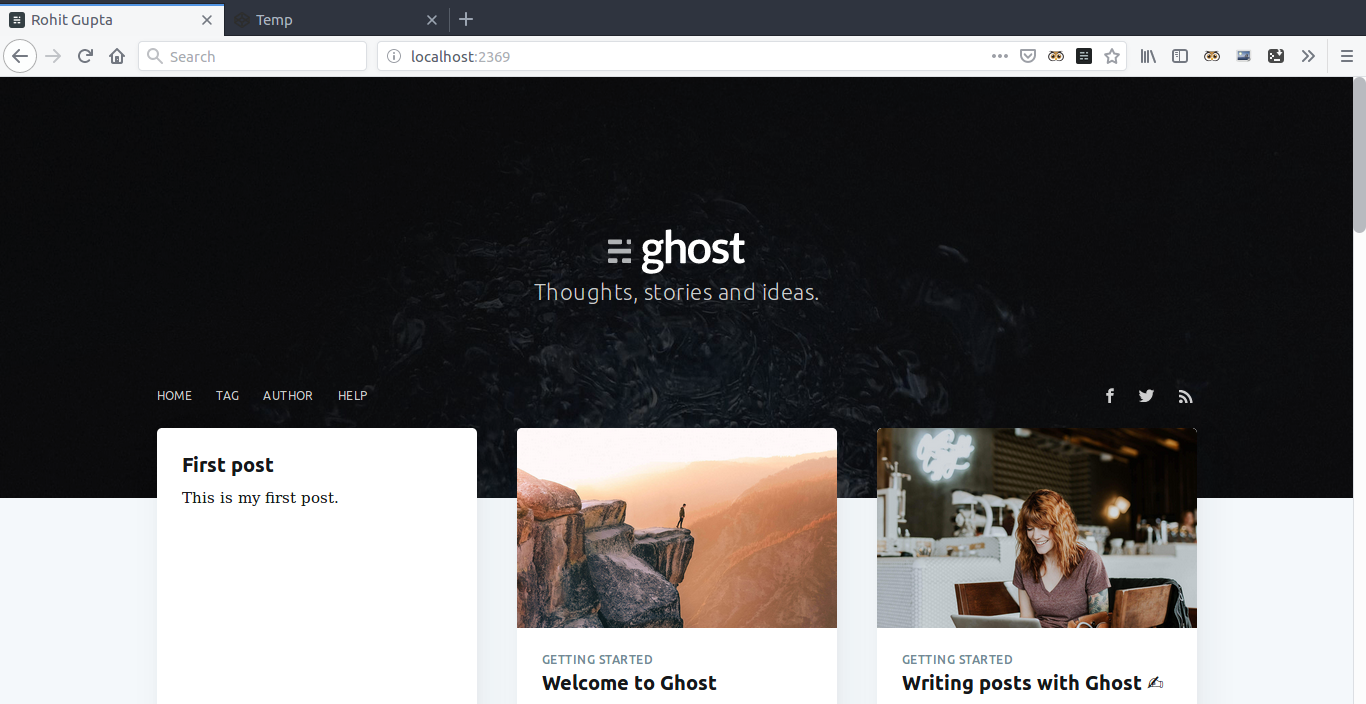 Rohit Gupta
Temp
Search
localhost:2369
ghost
Thoughts, stories and ideas.
HOME TAG AUTHOR HELP
First post
This is my first post.
GETTING STARTED
Welcome to Ghost
GETTING STARTED
Writing posts with Ghost ✍